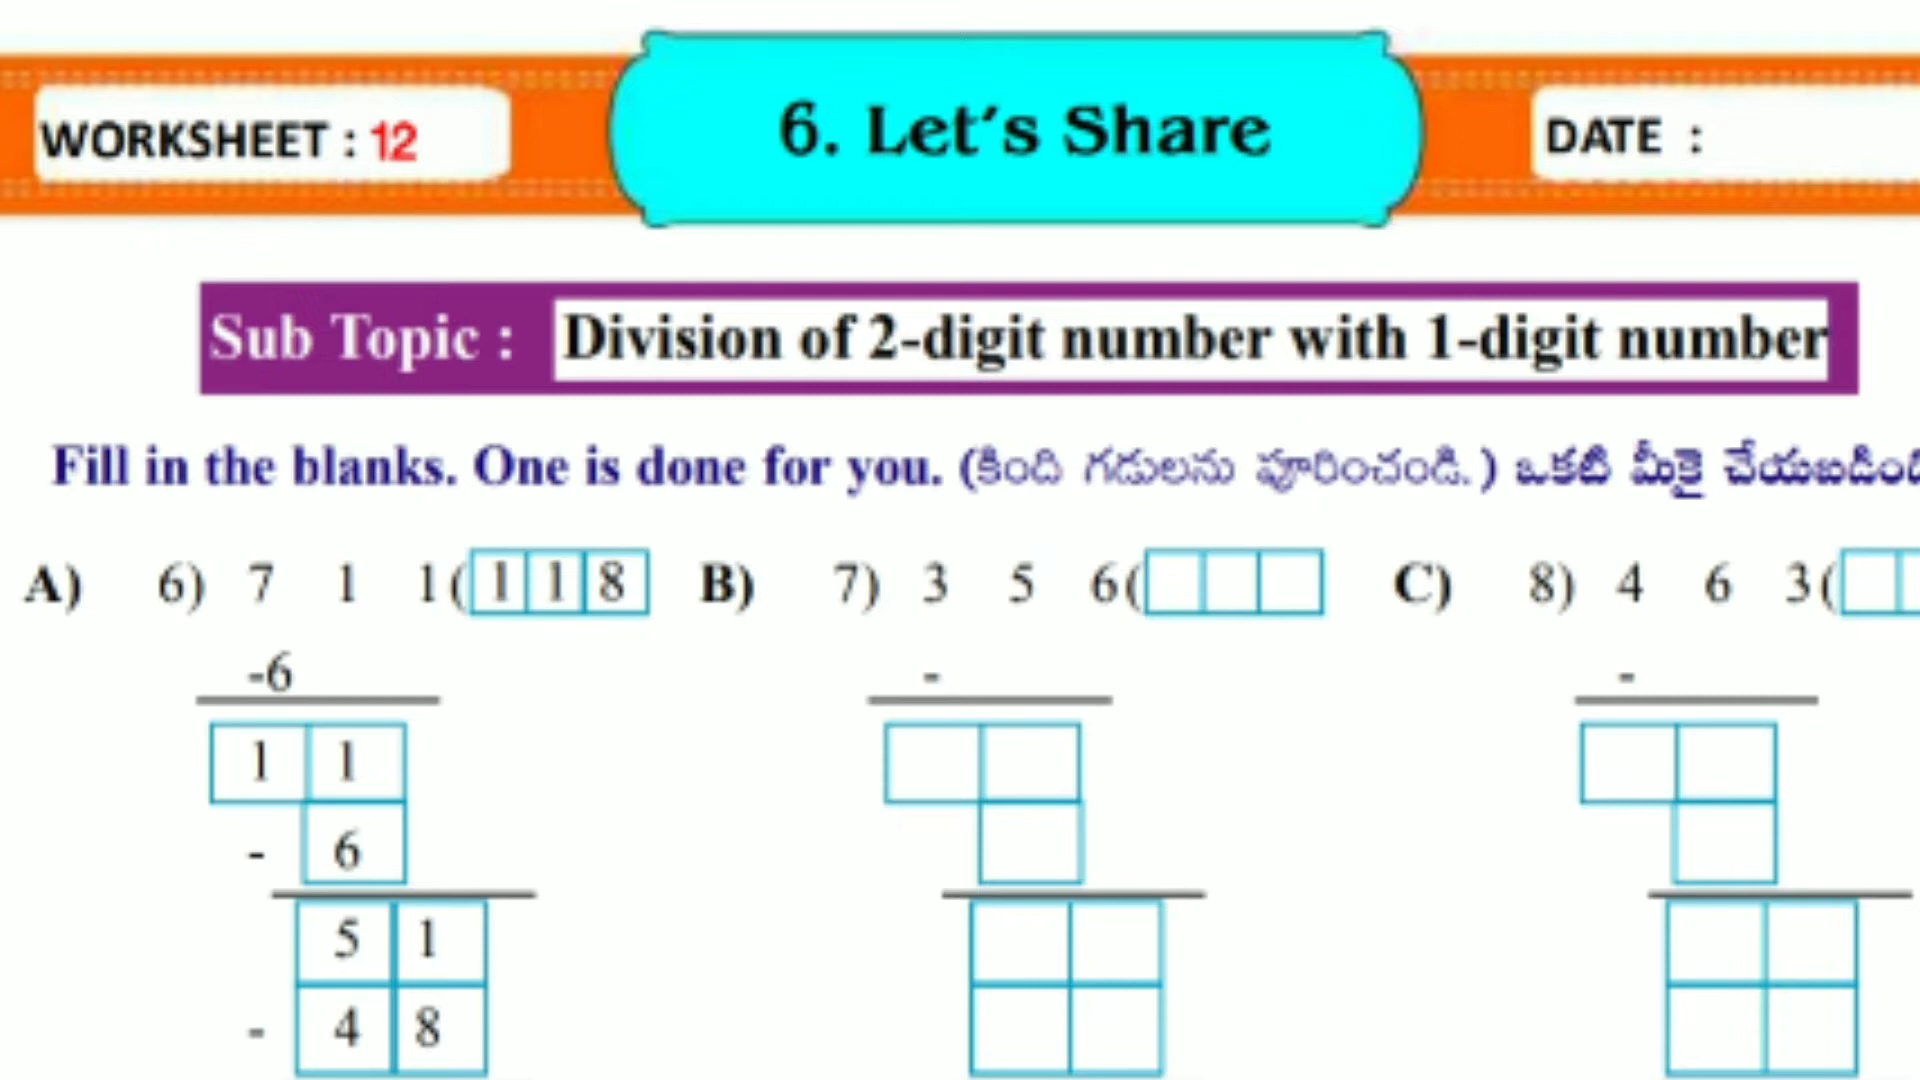 WORKSHEET : 12
6. Let's Share
DATE :
Sub Topic : Division of 2-digit number with 1-digit number
Fill in the blanks. One is done for you. (కింది గడులను పూరించండి.) ఒకటి మీకై చేయబడింది
A) 6) 7 1 1( 1 1 8 B) 7) 3 5 6( C) 8) 4 6 3(
-6 - -
1 1
- 6
5 1
- 4 8